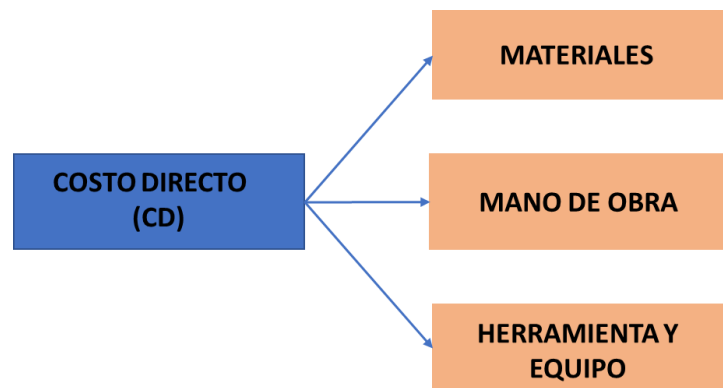 COSTO DIRECTO
(CD)
MATERIALES
MANO DE OBRA
HERRAMIENTA Y
EQUIPO